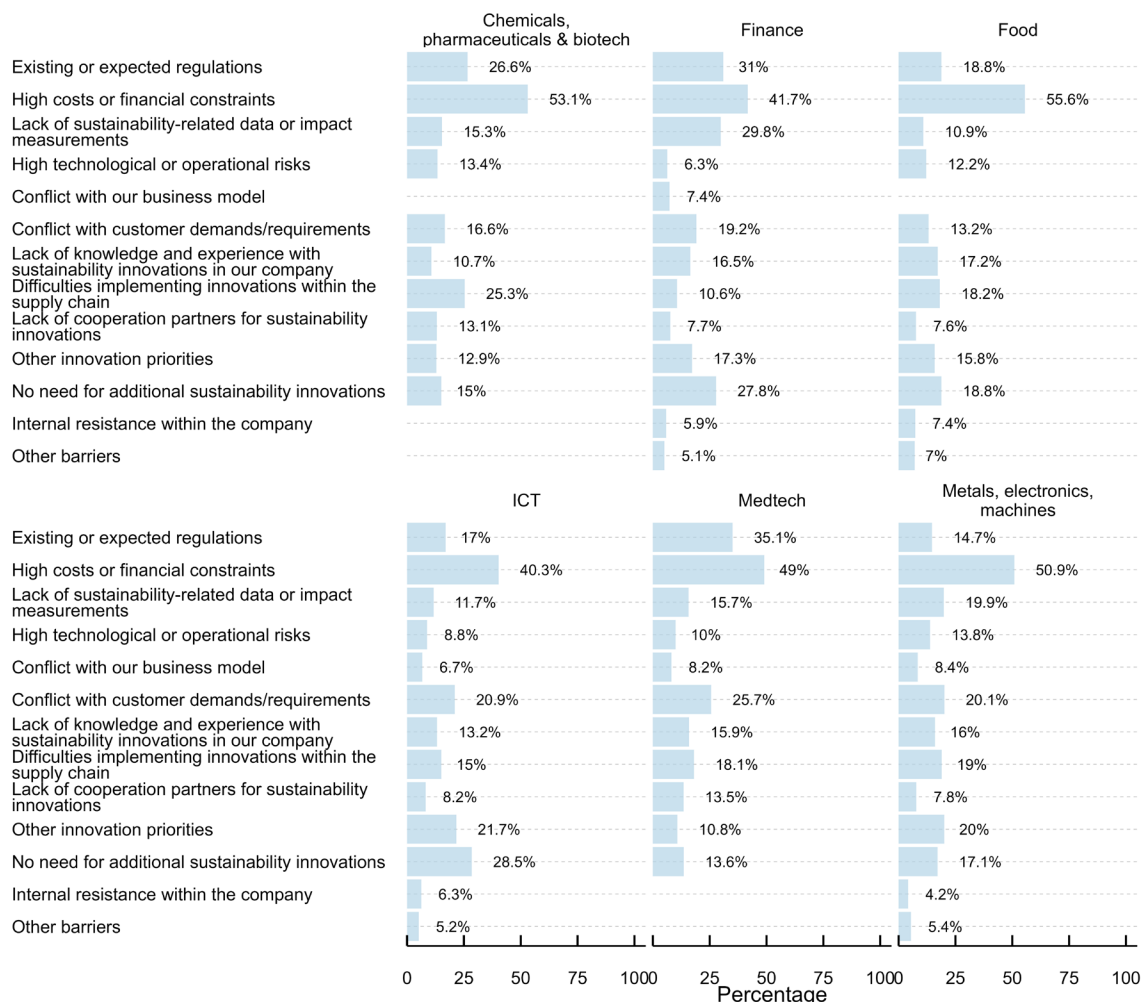 Chemicals,
pharmaceuticals & biotech
Finance
Food
Existing or expected regulations 26.6% 31% 18.8%
High costs or financial constraints 53.1% 41.7% 55.6%
Lack of sustainability-related data or impact
measurements 15.3% 29.8% 10.9%
High technological or operational risks 13.4% 6.3% 12.2%
Conflict with our business model 7.4%
Conflict with customer demands/requirements 16.6% 19.2% 13.2%
Lack of knowledge and experience with
sustainability innovations in our company 10.7% 16.5% 17.2%
Difficulties implementing innovations within the
supply chain 25.3% 10.6% 18.2%
Lack of cooperation partners for sustainability
innovations 13.1% 7.7% 7.6%
Other innovation priorities 12.9% 17.3% 15.8%
No need for additional sustainability innovations 15% 27.8% 18.8%
Internal resistance within the company 5.9% 7.4%
Other barriers 5.1% 7%
ICT
Medtech
Metals, electronics,
machines
Existing or expected regulations 17% 35.1% 14.7%
High costs or financial constraints 40.3% 49% 50.9%
Lack of sustainability-related data or impact
measurements 11.7% 15.7% 19.9%
High technological or operational risks 8.8% 10% 13.8%
Conflict with our business model 6.7% 8.2% 8.4%
Conflict with customer demands/requirements 20.9% 25.7% 20.1%
Lack of knowledge and experience with
sustainability innovations in our company 13.2% 15.9% 16%
Difficulties implementing innovations within the
supply chain 15% 18.1% 19%
Lack of cooperation partners for sustainability
innovations 8.2% 13.5% 7.8%
Other innovation priorities 21.7% 10.8% 20%
No need for additional sustainability innovations 28.5% 13.6% 17.1%
Internal resistance within the company 6.3% 4.2%
Other barriers 5.2% 5.4%
0 25 50 75 100 0 25 50 75 100 0 25 50 75 100
Percentage